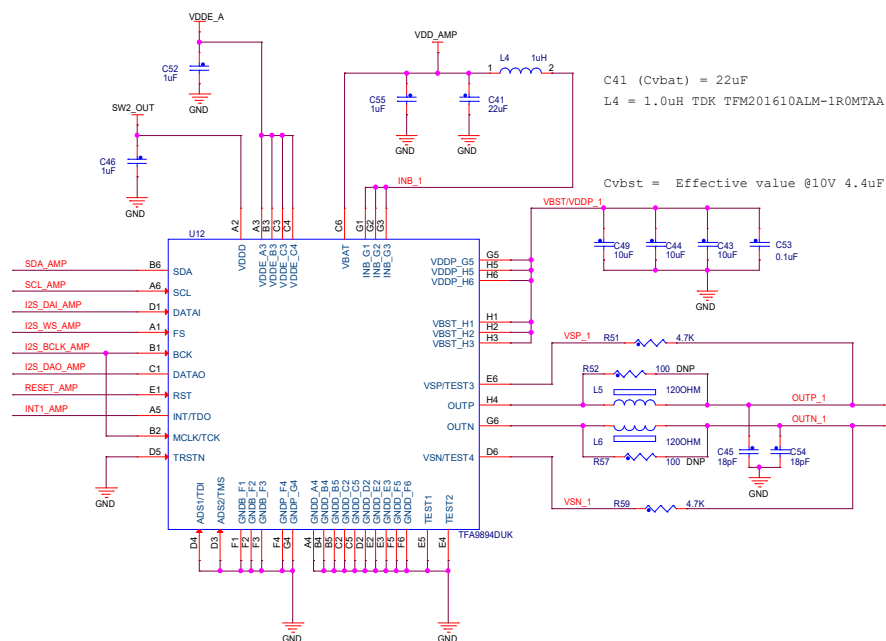 VDDE_A
C52
1uF
GND
SW2_OUT
C46
1uF
GND
VDD_AMP
L4 1uH
1 2
C55
1uF
GND
C41
22uF
GND
C41 (Cvbat) = 22uF
L4 = 1.0uH TDK TFM201610ALM-1R0MTAA
INB_1
Cvbst = Effective value @10V 4.4uF
VBST/VDDP_1
C49
10uF
C44
10uF
C43
10uF
C53
0.1uF
GND
U12
A2 A3 B3 C3 C4 C6 G1 G2 G3
VDDD VDDE_A3 VDDE_B3 VDDE_C3 VDDE_C4 VBAT INB_G1 INB_G2 INB_G3
SDA_AMP B6 SDA
SCL_AMP A6 SCL
I2S_DAI_AMP D1 DATAI
I2S_WS_AMP A1 FS
I2S_BCLK_AMP B1 BCK
I2S_DAO_AMP C1 DATAO
RESET_AMP E1 RST
INT1_AMP A5 INT/TDO
B2 MCLK/TCK
D5 TRSTN
GND
VDDP_G5 G5
VDDP_H5 H5
VDDP_H6 H6
VBST_H1 H1
VBST_H2 H2
VBST_H3 H3
VSP/TEST3 E6
OUTP H4
OUTN G6
VSN/TEST4 D6
VSP_1 R51 4.7K
R52 100 DNP
L5 120OHM
OUTP_1
OUTN_1
L6 120OHM
R57 100 DNP
C45
18pF
C54
18pF
GND
VSN_1 R59 4.7K
ADS1/TDI ADS2/TMS GNDB_F1 GNDB_F2 GNDB_F3 GNDP_F4 GNDP_G4 GNDD_A4 GNDD_B4 GNDD_B5 GNDD_C2 GNDD_C5 GNDD_D2 GNDD_E2 GNDD_E3 GNDD_F5 GNDD_F6 TEST1 TEST2
TFA9894DUK
D4 D3 F1 F2 F3 F4 G4 A4 B4 B5 C2 C5 D2 E2 E3 F5 F6 E5 E4
GND
GND